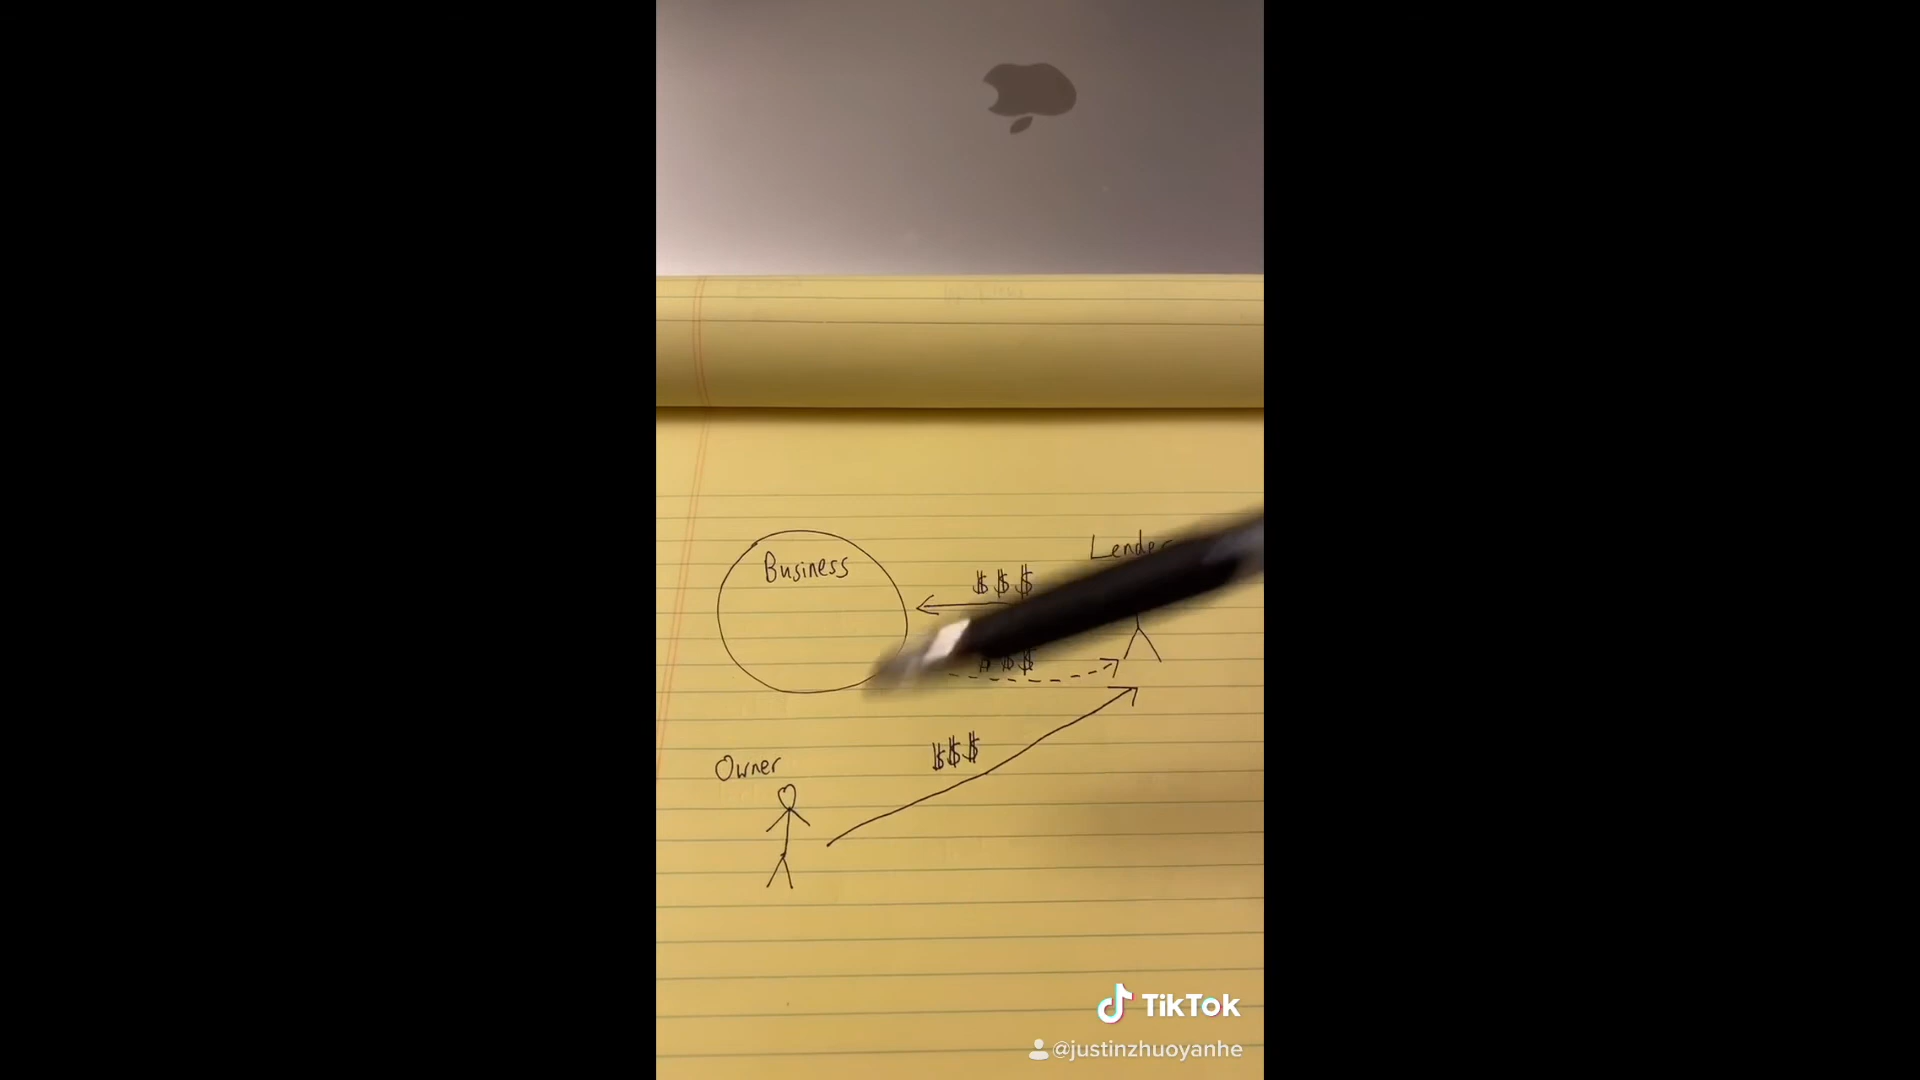 Business
Lender
$$$
$$
Owner
$$$
TikTok
@justinzhuoyanhe